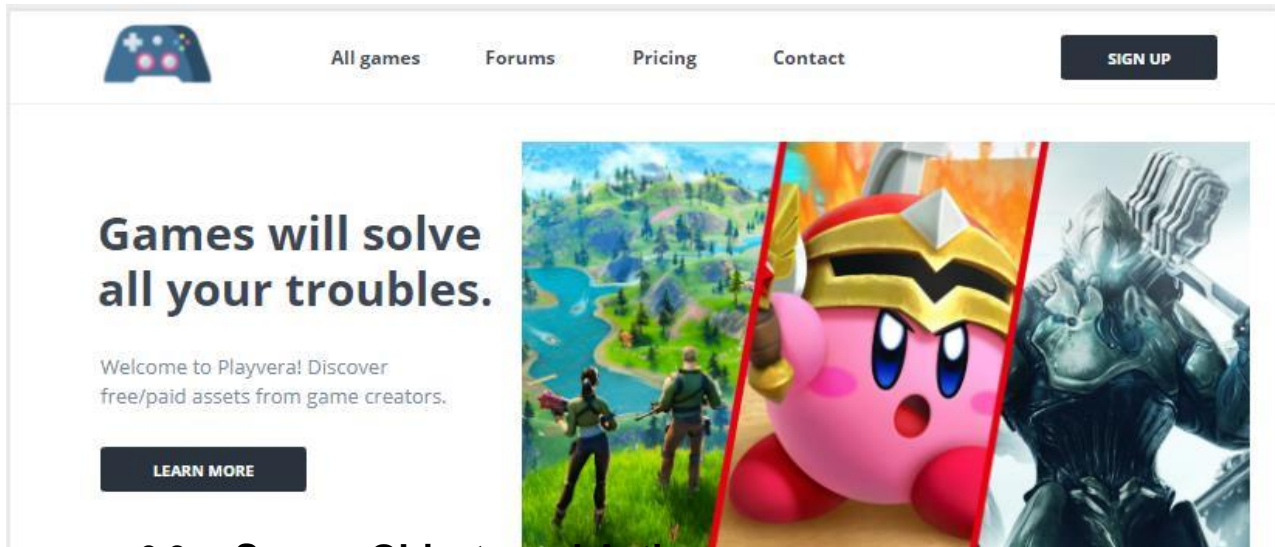 All games Forums Pricing Contact SIGN UP
Games will solve
all your troubles.
Welcome to Playvera! Discover
free/paid assets from game creators.
LEARN MORE